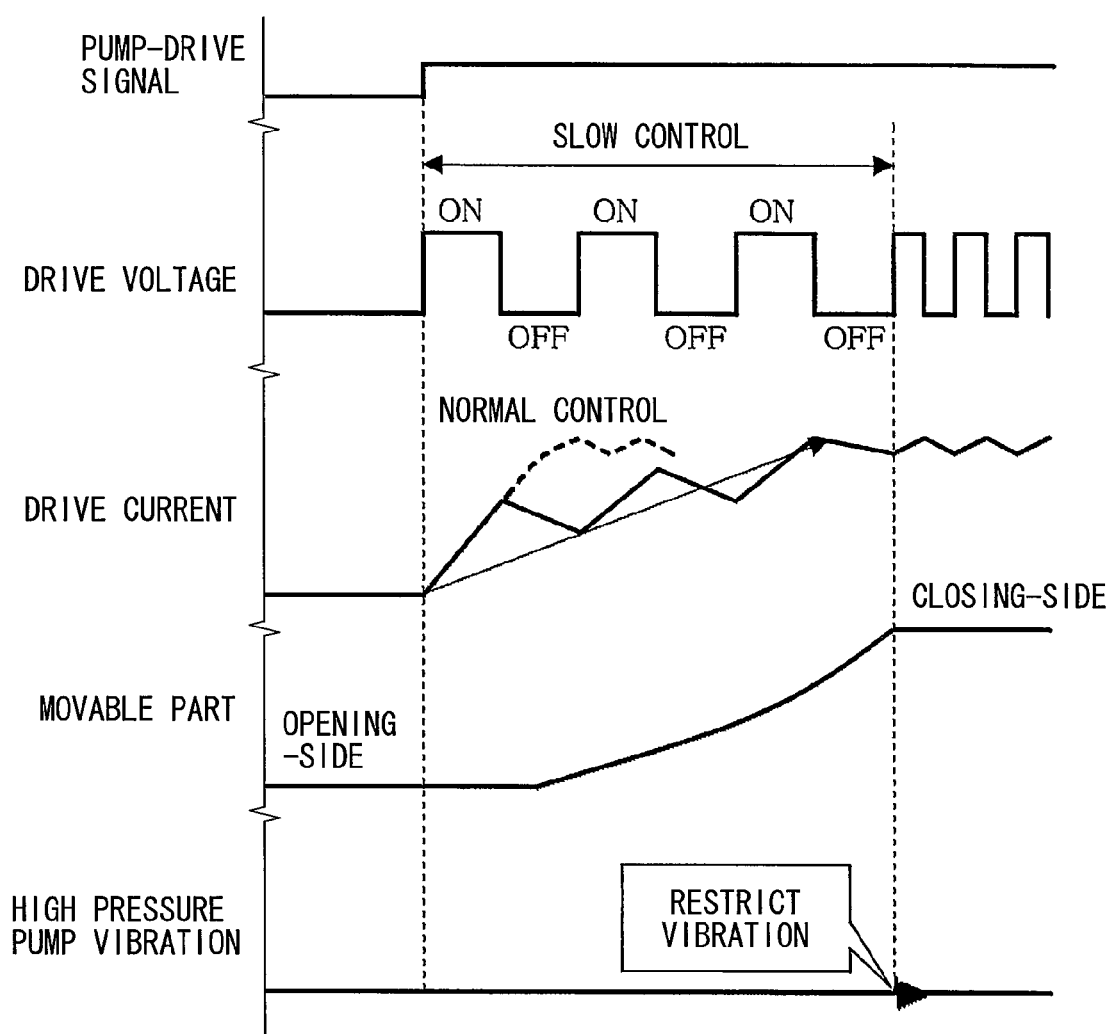 PUMP-DRIVE
SIGNAL
SLOW CONTROL
ON ON ON
DRIVE VOLTAGE
OFF OFF OFF
NORMAL CONTROL
DRIVE CURRENT
CLOSING-SIDE
MOVABLE PART
OPENING
-SIDE
HIGH PRESSURE
PUMP VIBRATION
RESTRICT
VIBRATION